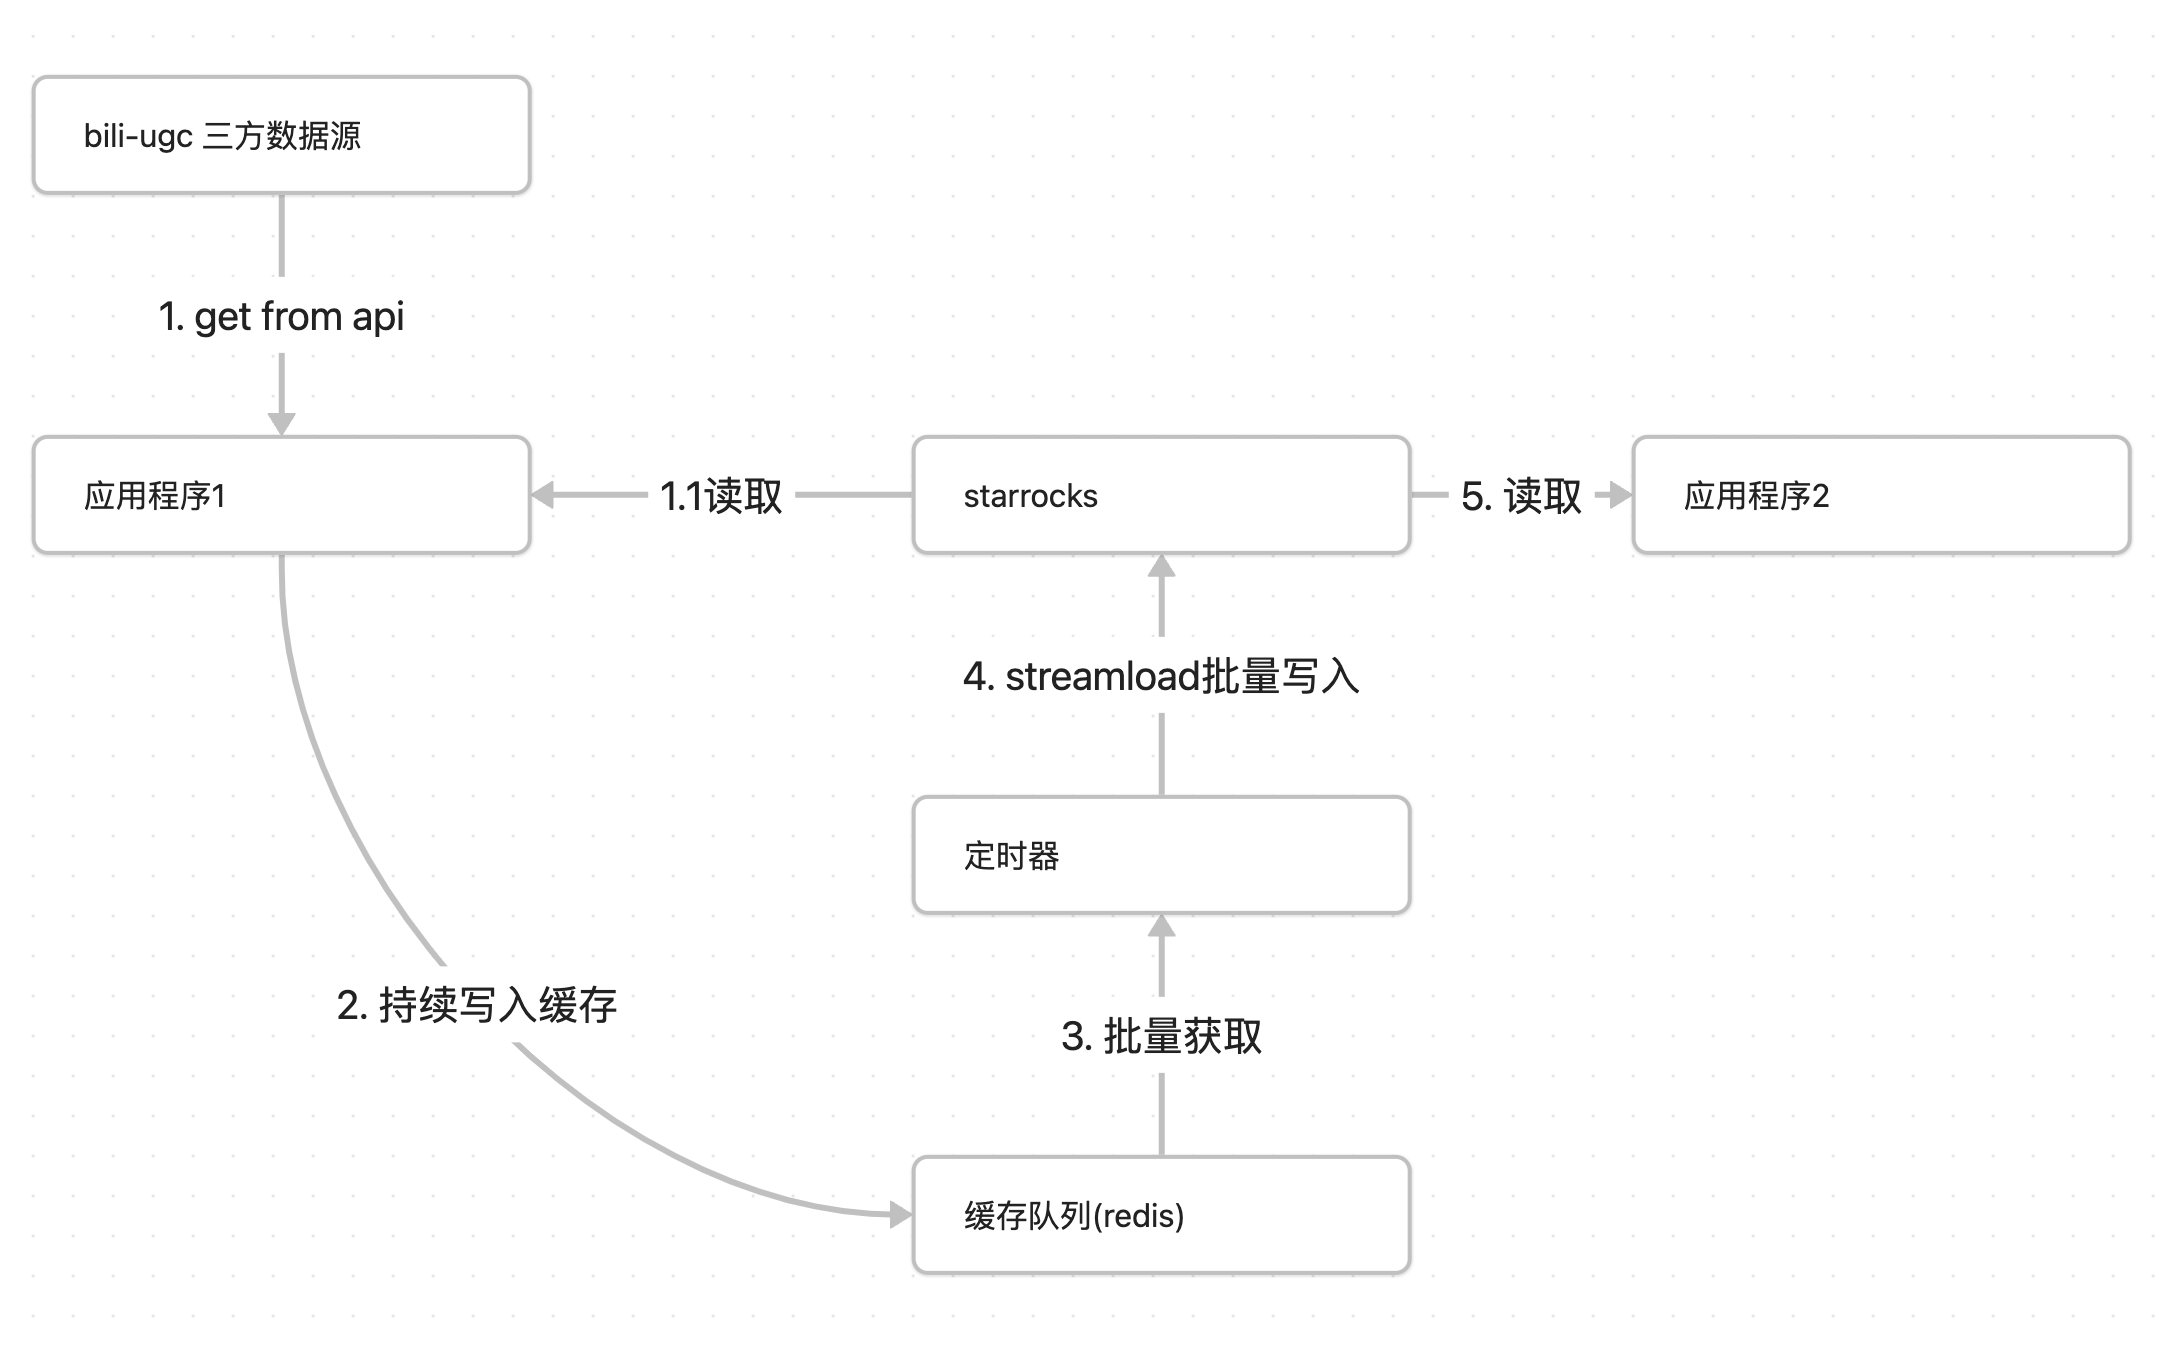 bili-ugc 三方数据源
1. get from api
应用程序1
1.1读取
starrocks
5. 读取
应用程序2
4. streamload批量写入
定时器
2. 持续写入缓存
3. 批量获取
缓存队列(redis)